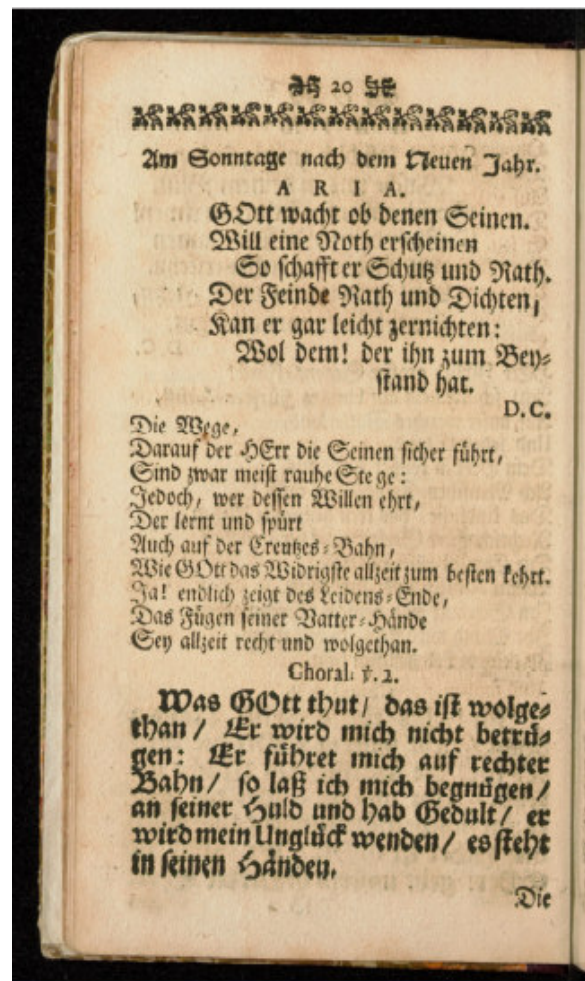 20
Am Sonntage nach dem Neuen Jahr.
ARIA.
GOtt wacht ob denen Seinen.
Will eine Noth erscheinen
So schafft er Schutz und Rath.
Der Feinde Rath und Dichten,
Kan er gar leicht zernichten:
Wol dem! der ihn zum Bey-
stand hat.
D.C.
Die Wege,
Darauf der HErr die Seinen sicher führt,
Sind zwar meist rauhe Stege:
Jedoch, wer dessen Willen ehrt,
Der lernt und spürt
Auch auf der Creutzes-Bahn,
Wie GOtt das Widrigste allzeit zum besten kehrt.
Ja! endlich zeigt des Leidens-Ende,
Das Fügen seiner Vatter-Hände
Sey allzeit recht und wolgethan.
Choral. v. 2.
Was GOtt thut/ das ist wolge-
than / Er wird mich nicht betrü-
gen: Er führet mich auf rechter
Bahn/ so laß ich mich begnügen/
an seiner Huld und hab Gedult/ er
wird mein Unglück wenden/ es steht
in seinen Händen.
Die